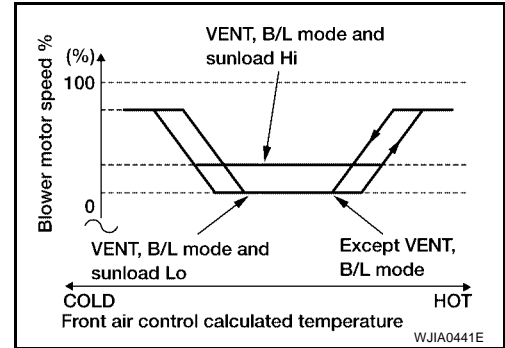 VENT, B/L mode and
sunload Hi
(%)
100
Blower motor speed %
0
VENT, B/L mode and
sunload Lo
Except VENT,
B/L mode
COLD
HOT
Front air control calculated temperature
WJIA0441E